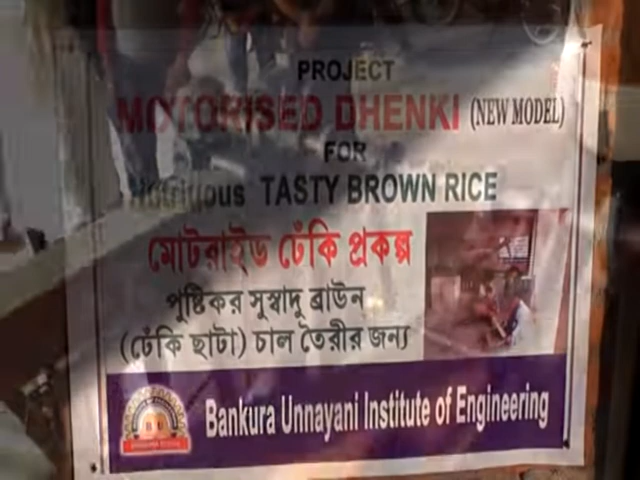 PROJECT
MOTORISED DHENKI (NEW MODEL)
FOR
Nutrituous TASTY BROWN RICE
মোটরাইড ঢেঁকি প্রকল্প
পুষ্টিকর সুস্বাদু ব্রাউন
(ঢেঁকি ছাটা) চাল তৈরীর জন্য
Bankura Unnayani Institute of Engineering